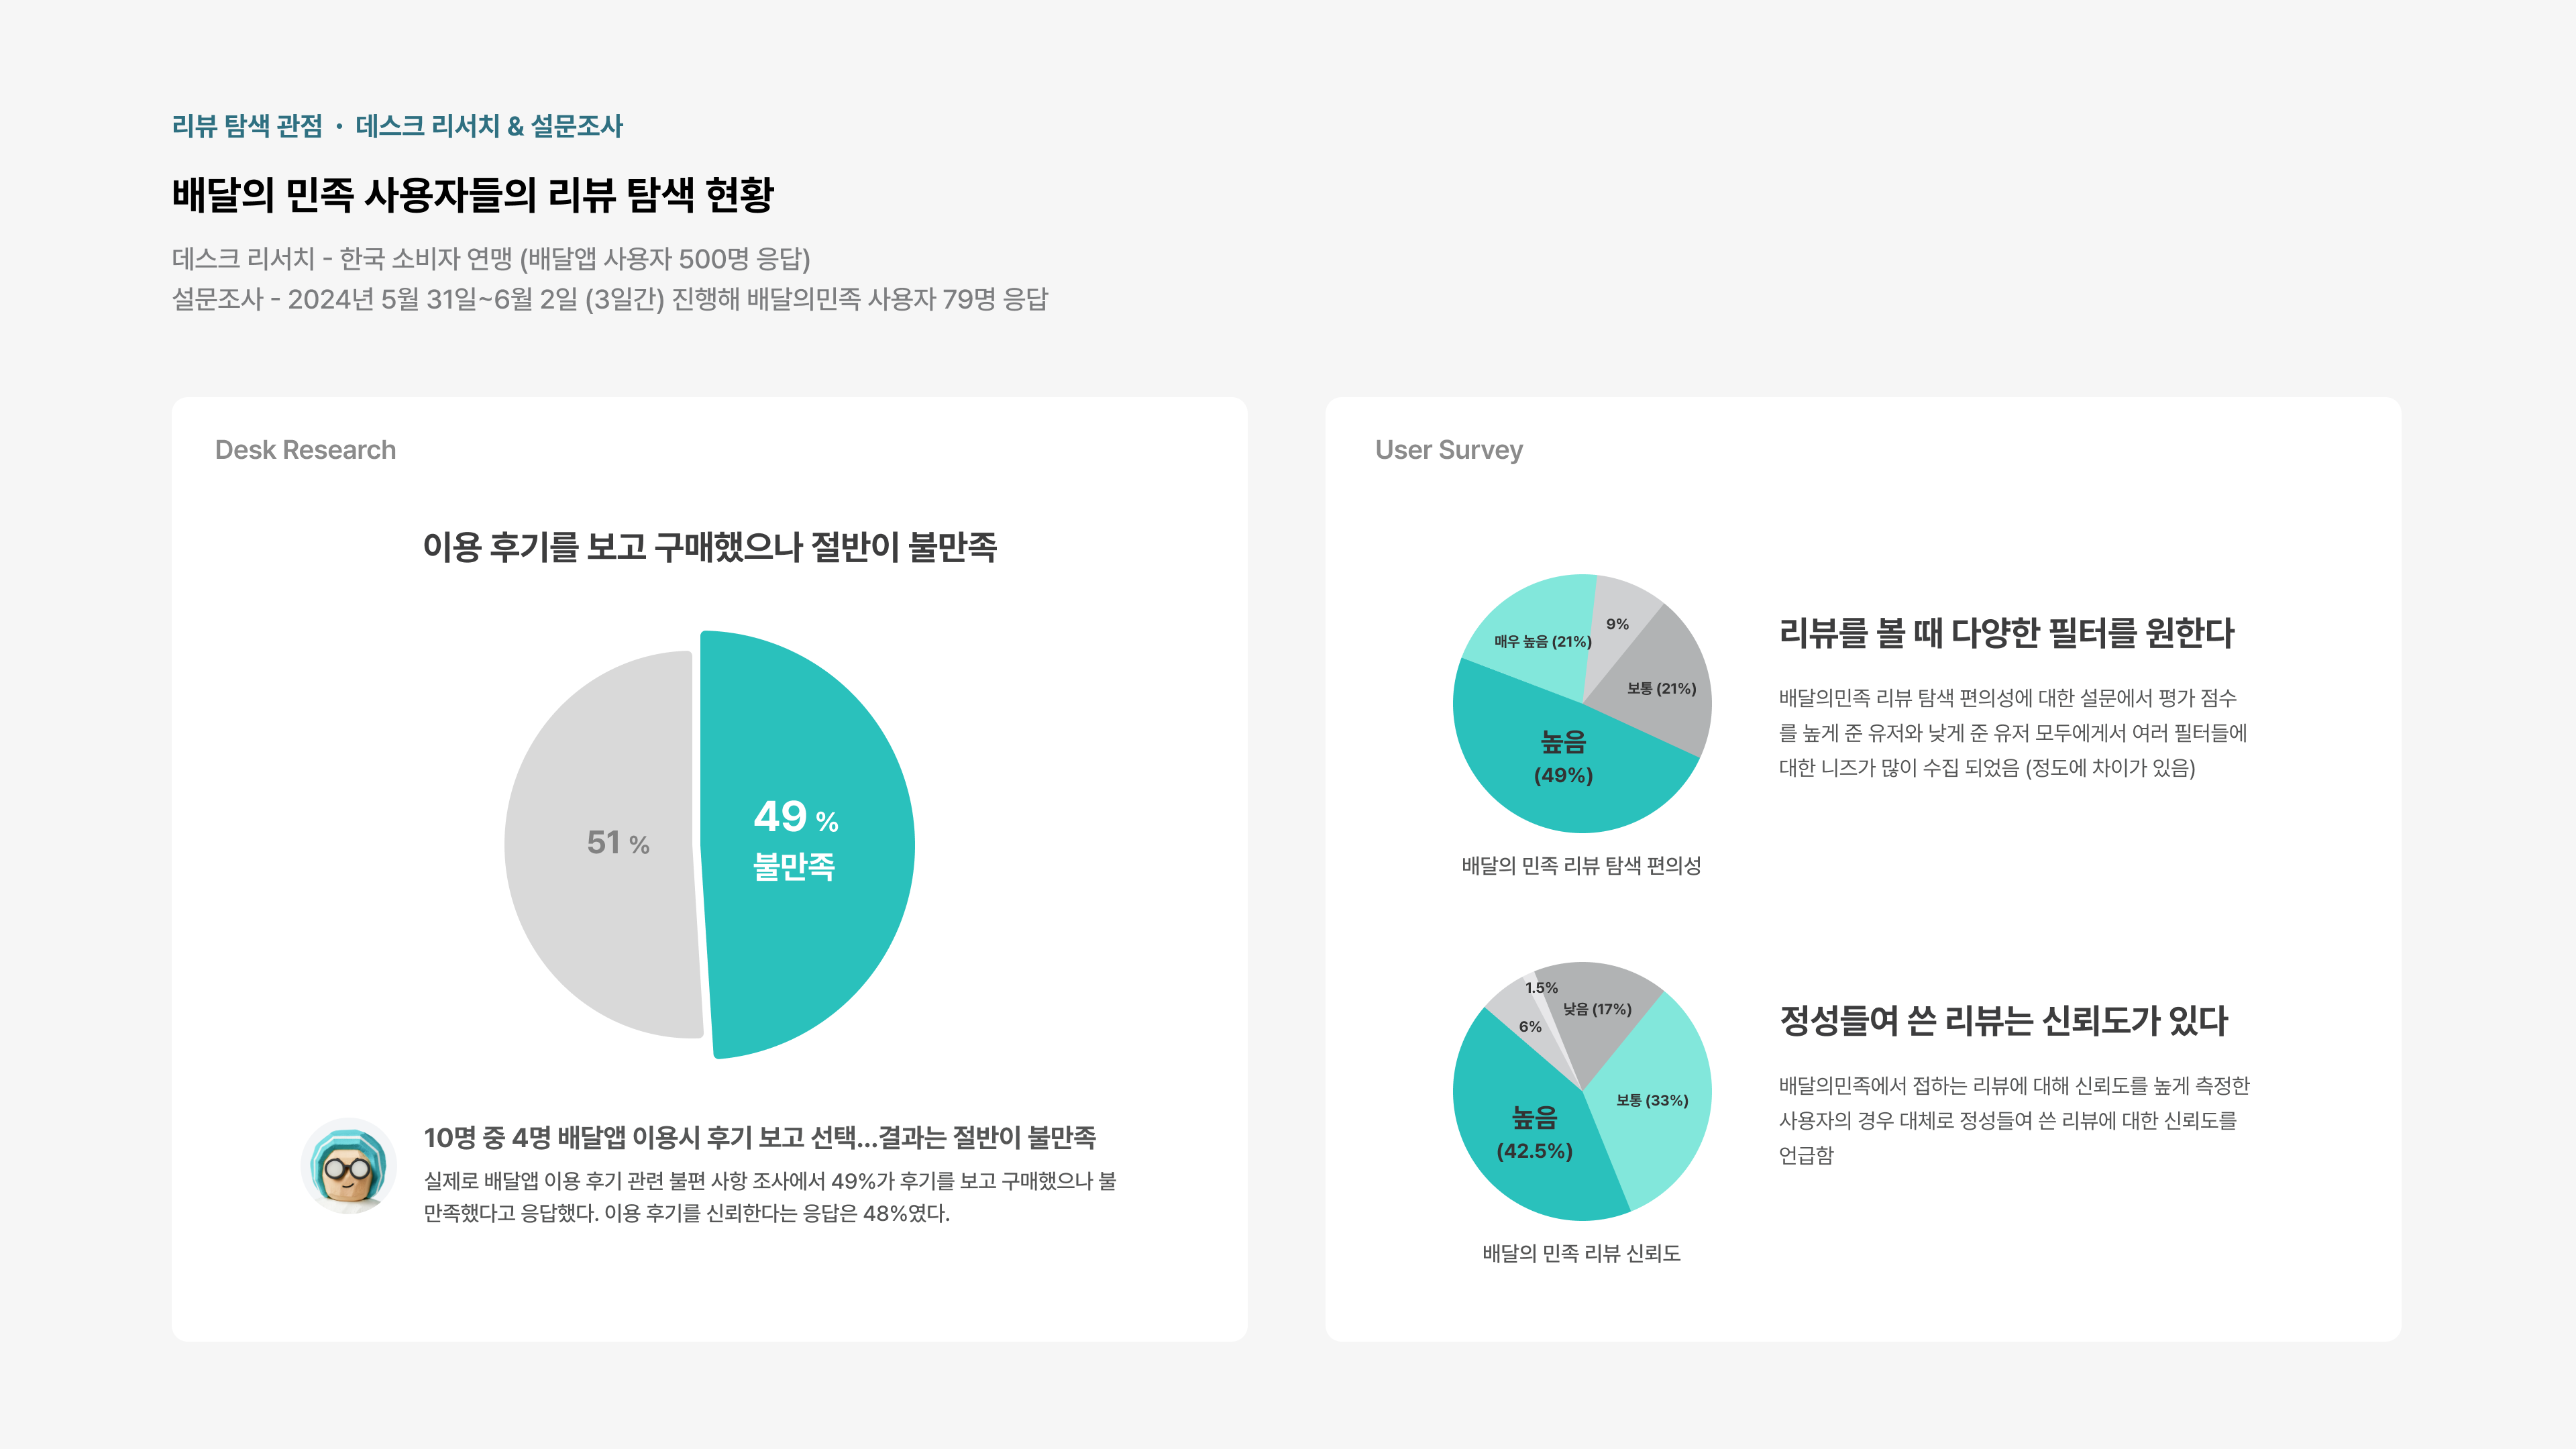 리뷰 탐색 관점 · 데스크 리서치 & 설문조사
배달의 민족 사용자들의 리뷰 탐색 현황
데스크 리서치 - 한국 소비자 연맹 (배달앱 사용자 500명 응답)
설문조사 - 2024년 5월 31일~6월 2일 (3일간) 진행해 배달의민족 사용자 79명 응답
Desk Research
이용 후기를 보고 구매했으나 절반이 불만족
51 %
49 %
불만족
10명 중 4명 배달앱 이용시 후기 보고 선택...결과는 절반이 불만족
실제로 배달앱 이용 후기 관련 불편 사항 조사에서 49%가 후기를 보고 구매했으나 불
만족했다고 응답했다. 이용 후기를 신뢰한다는 응답은 48%였다.
User Survey
매우 높음 (21%)
9%
보통 (21%)
높음
(49%)
배달의 민족 리뷰 탐색 편의성
리뷰를 볼 때 다양한 필터를 원한다
배달의민족 리뷰 탐색 편의성에 대한 설문에서 평가 점수
를 높게 준 유저와 낮게 준 유저 모두에게서 여러 필터들에
대한 니즈가 많이 수집 되었음 (정도에 차이가 있음)
1.5%
낮음 (17%)
6%
보통 (33%)
높음
(42.5%)
배달의 민족 리뷰 신뢰도
정성들여 쓴 리뷰는 신뢰도가 있다
배달의민족에서 접하는 리뷰에 대해 신뢰도를 높게 측정한
사용자의 경우 대체로 정성들여 쓴 리뷰에 대한 신뢰도를
언급함